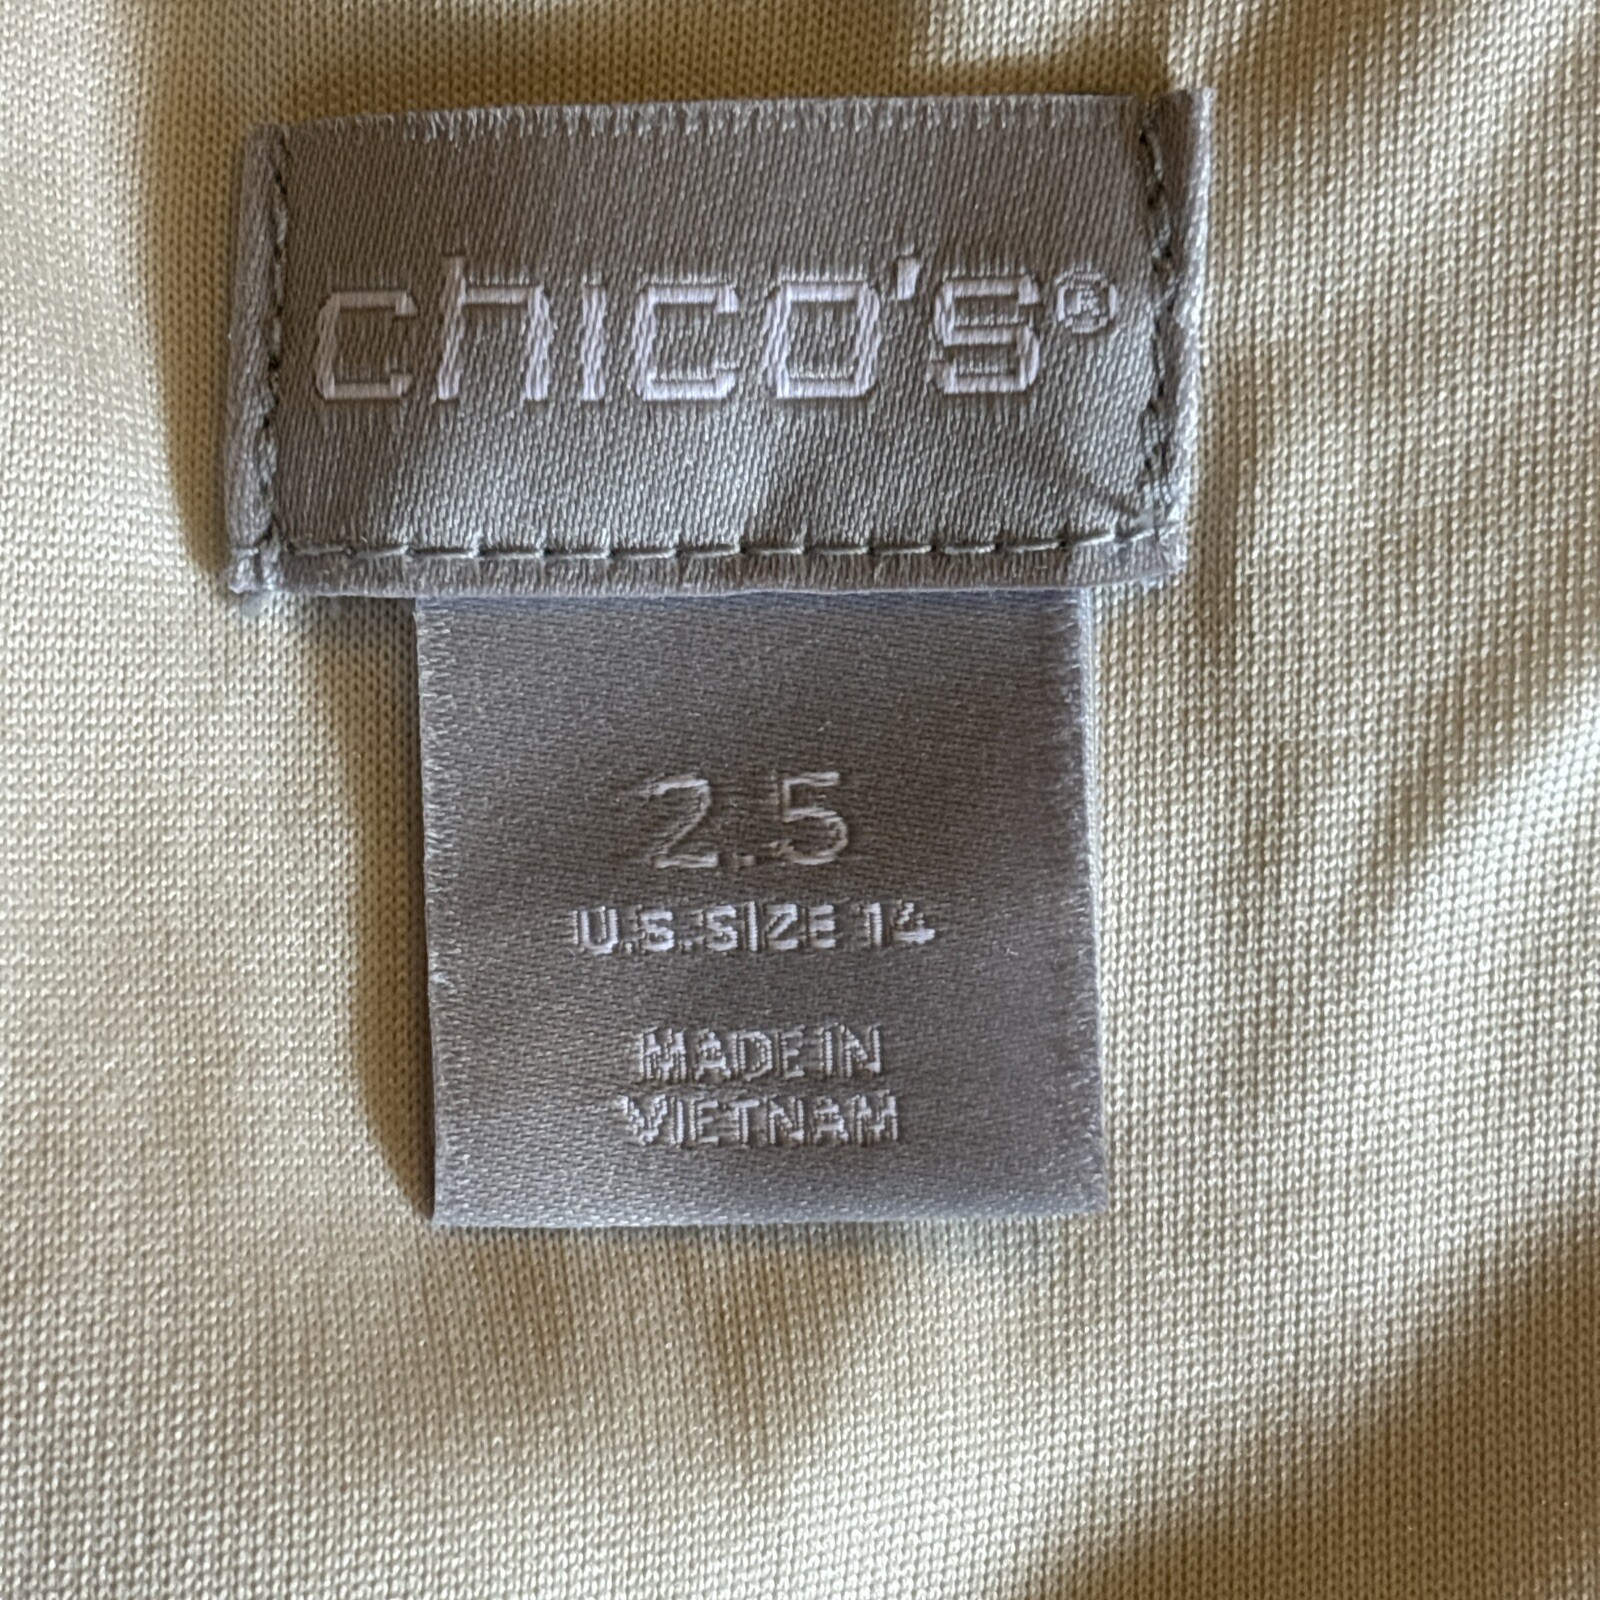 chico's®
2.5
U.S. SIZE 14
MADE IN
VIETNAM